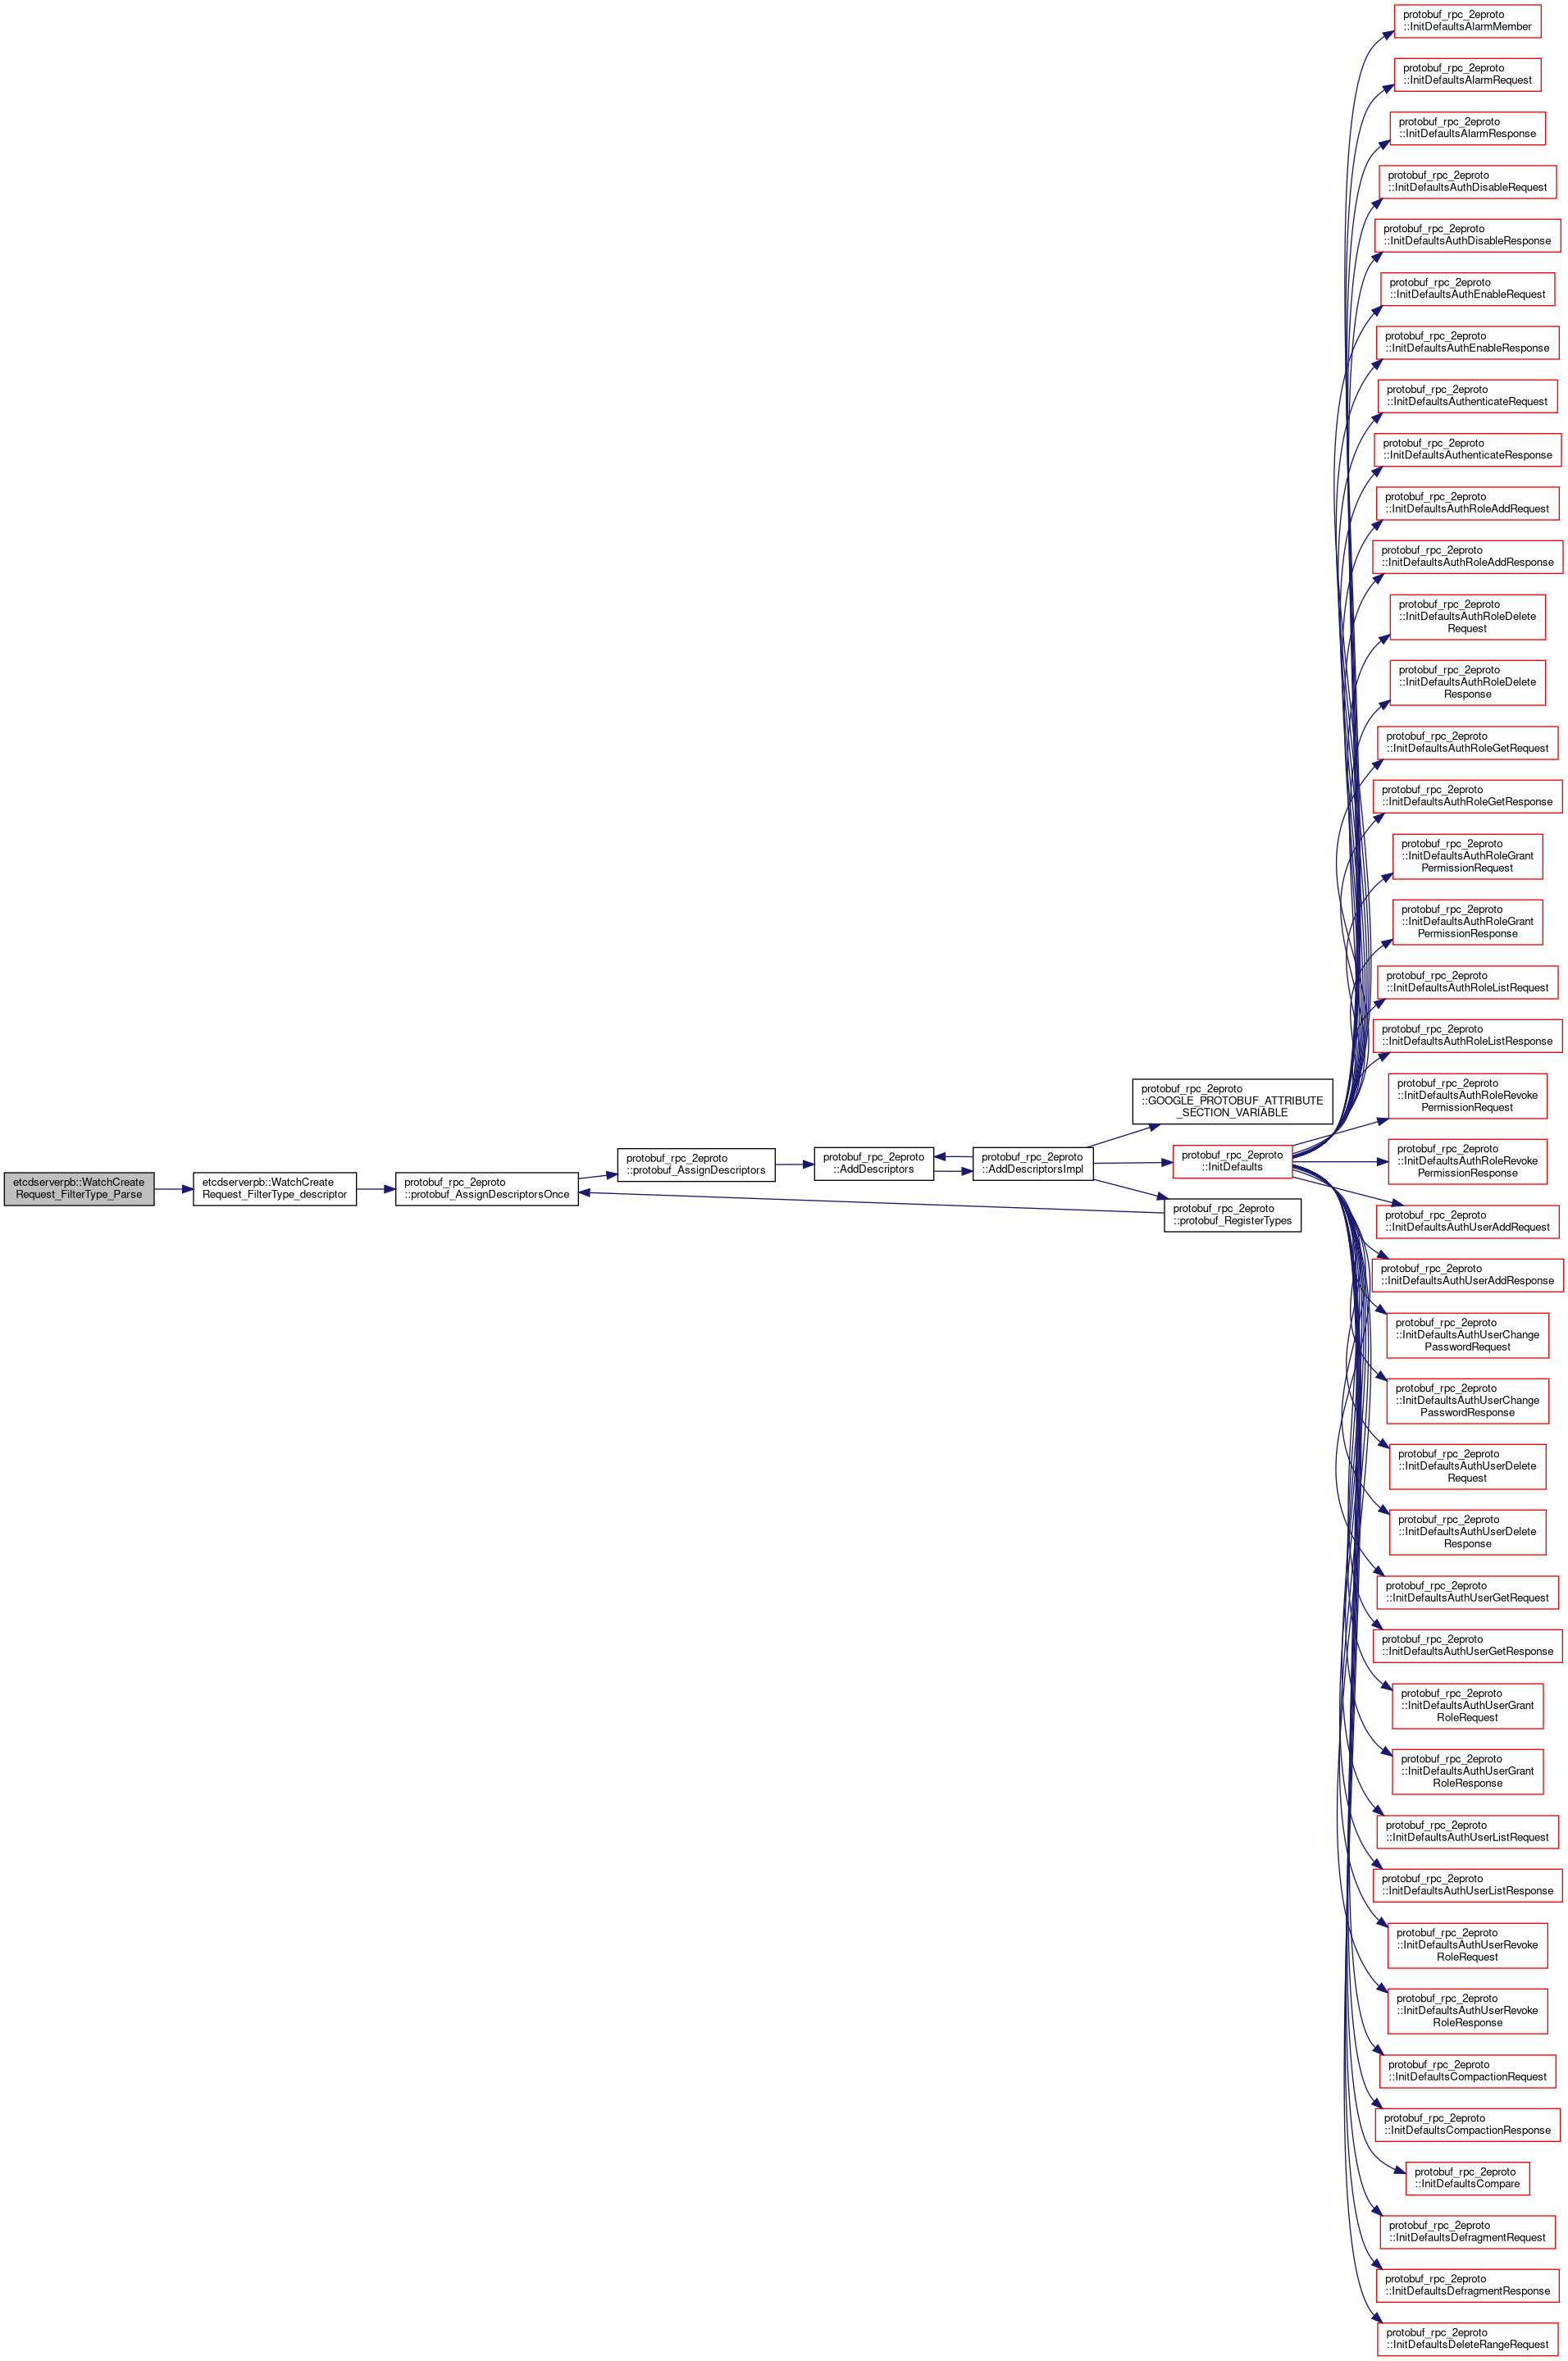 etcdserverpb::WatchCreate
Request_FilterType_Parse
etcdserverpb::WatchCreate
Request_FilterType_descriptor
protobuf_rpc_2eproto
::protobuf_AssignDescriptorsOnce
protobuf_rpc_2eproto
::protobuf_AssignDescriptors
protobuf_rpc_2eproto
::AddDescriptors
protobuf_rpc_2eproto
::AddDescriptorsImpl
protobuf_rpc_2eproto
::GOOGLE_PROTOBUF_ATTRIBUTE
_SECTION_VARIABLE
protobuf_rpc_2eproto
::InitDefaults
protobuf_rpc_2eproto
::protobuf_RegisterTypes
protobuf_rpc_2eproto
::InitDefaultsAlarmMember
protobuf_rpc_2eproto
::InitDefaultsAlarmRequest
protobuf_rpc_2eproto
::InitDefaultsAlarmResponse
protobuf_rpc_2eproto
::InitDefaultsAuthDisableRequest
protobuf_rpc_2eproto
::InitDefaultsAuthDisableResponse
protobuf_rpc_2eproto
::InitDefaultsAuthEnableRequest
protobuf_rpc_2eproto
::InitDefaultsAuthEnableResponse
protobuf_rpc_2eproto
::InitDefaultsAuthenticateRequest
protobuf_rpc_2eproto
::InitDefaultsAuthenticateResponse
protobuf_rpc_2eproto
::InitDefaultsAuthRoleAddRequest
protobuf_rpc_2eproto
::InitDefaultsAuthRoleAddResponse
protobuf_rpc_2eproto
::InitDefaultsAuthRoleDelete
Request
protobuf_rpc_2eproto
::InitDefaultsAuthRoleDelete
Response
protobuf_rpc_2eproto
::InitDefaultsAuthRoleGetRequest
protobuf_rpc_2eproto
::InitDefaultsAuthRoleGetResponse
protobuf_rpc_2eproto
::InitDefaultsAuthRoleGrant
PermissionRequest
protobuf_rpc_2eproto
::InitDefaultsAuthRoleGrant
PermissionResponse
protobuf_rpc_2eproto
::InitDefaultsAuthRoleListRequest
protobuf_rpc_2eproto
::InitDefaultsAuthRoleListResponse
protobuf_rpc_2eproto
::InitDefaultsAuthRoleRevoke
PermissionRequest
protobuf_rpc_2eproto
::InitDefaultsAuthRoleRevoke
PermissionResponse
protobuf_rpc_2eproto
::InitDefaultsAuthUserAddRequest
protobuf_rpc_2eproto
::InitDefaultsAuthUserAddResponse
protobuf_rpc_2eproto
::InitDefaultsAuthUserChange
PasswordRequest
protobuf_rpc_2eproto
::InitDefaultsAuthUserChange
PasswordResponse
protobuf_rpc_2eproto
::InitDefaultsAuthUserDelete
Request
protobuf_rpc_2eproto
::InitDefaultsAuthUserDelete
Response
protobuf_rpc_2eproto
::InitDefaultsAuthUserGetRequest
protobuf_rpc_2eproto
::InitDefaultsAuthUserGetResponse
protobuf_rpc_2eproto
::InitDefaultsAuthUserGrant
RoleRequest
protobuf_rpc_2eproto
::InitDefaultsAuthUserGrant
RoleResponse
protobuf_rpc_2eproto
::InitDefaultsAuthUserListRequest
protobuf_rpc_2eproto
::InitDefaultsAuthUserListResponse
protobuf_rpc_2eproto
::InitDefaultsAuthUserRevoke
RoleRequest
protobuf_rpc_2eproto
::InitDefaultsAuthUserRevoke
RoleResponse
protobuf_rpc_2eproto
::InitDefaultsCompactionRequest
protobuf_rpc_2eproto
::InitDefaultsCompactionResponse
protobuf_rpc_2eproto
::InitDefaultsCompare
protobuf_rpc_2eproto
::InitDefaultsDefragmentRequest
protobuf_rpc_2eproto
::InitDefaultsDefragmentResponse
protobuf_rpc_2eproto
::InitDefaultsDeleteRangeRequest